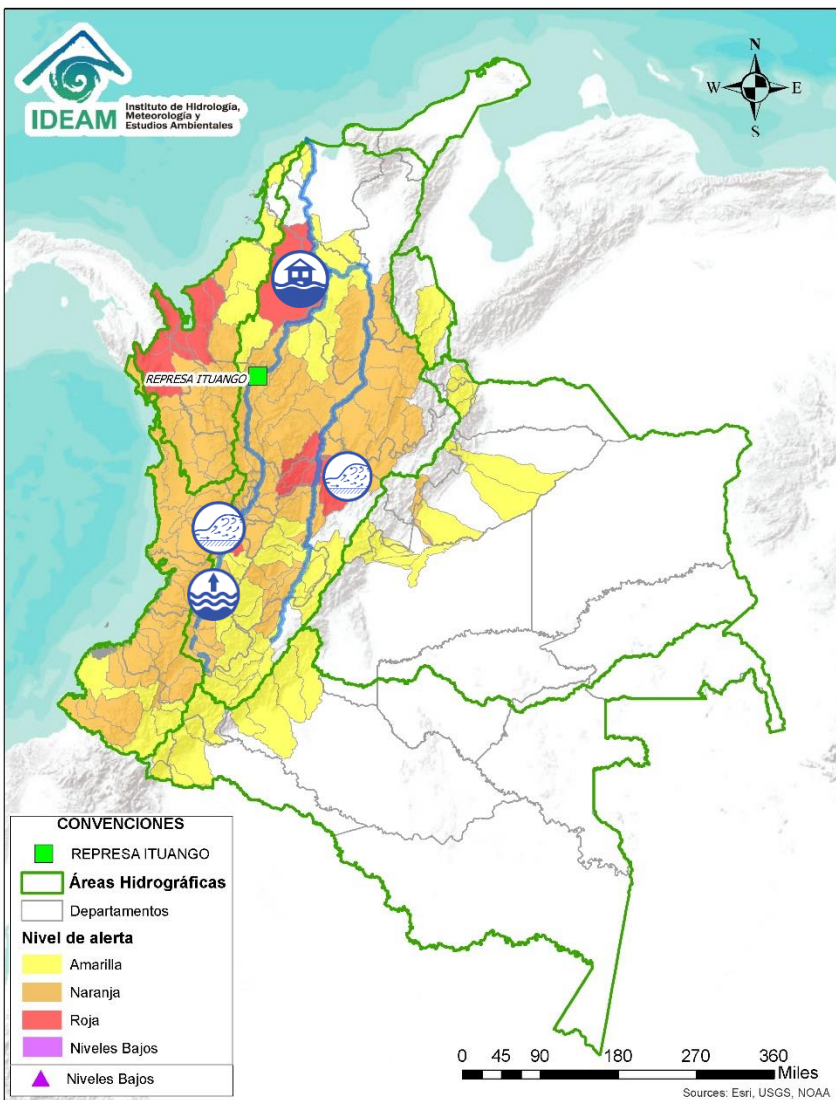 IDEAM
Instituto de Hidrología,
Meteorología y
Estudios Ambientales
N
W E
S
REPRESA ITUANGO
CONVENCIONES
REPRESA ITUANGO
Áreas Hidrográficas
Departamentos
Nivel de alerta
Amarilla
Naranja
Roja
Niveles Bajos
Niveles Bajos
0 45 90 180 270 360
Miles
Sources: Esri, USGS, NOAA